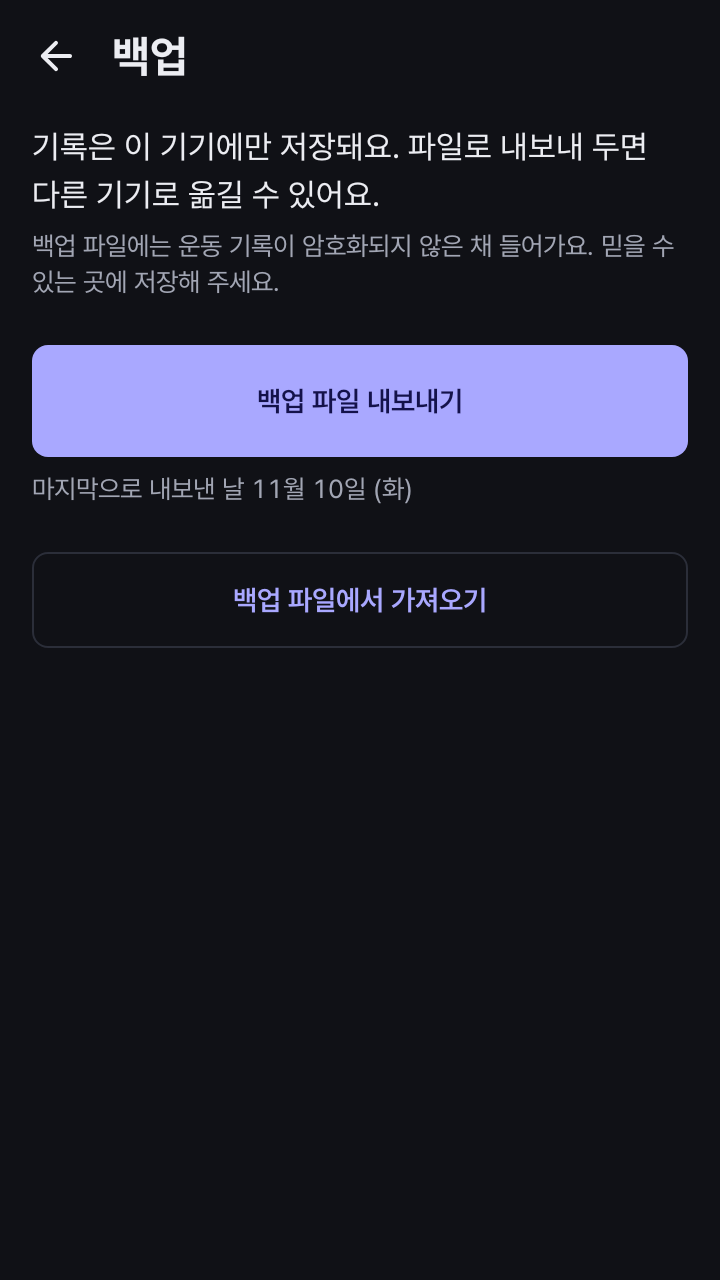 백업
기록은 이 기기에만 저장돼요. 파일로 내보내 두면
다른 기기로 옮길 수 있어요.
백업 파일에는 운동 기록이 암호화되지 않은 채 들어가요. 믿을 수
있는 곳에 저장해 주세요.
백업 파일 내보내기
마지막으로 내보낸 날 11월 10일 (화)
백업 파일에서 가져오기